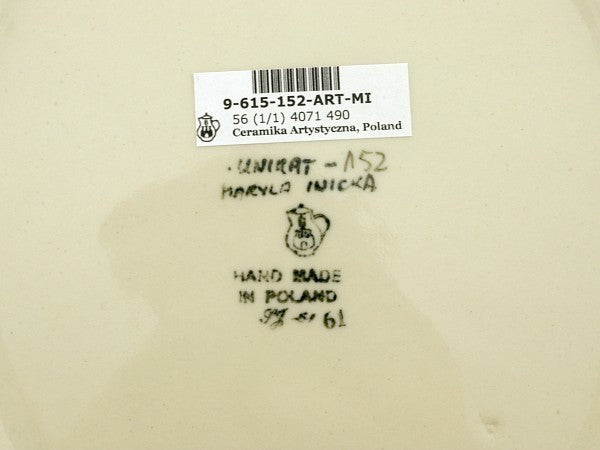 9-615-152-ART-MI
56 (1/1) 4071 490
Ceramika Artystyczna, Poland
UNIKAT - 152
MARYLA IWICKA
HAND MADE
IN POLAND
61